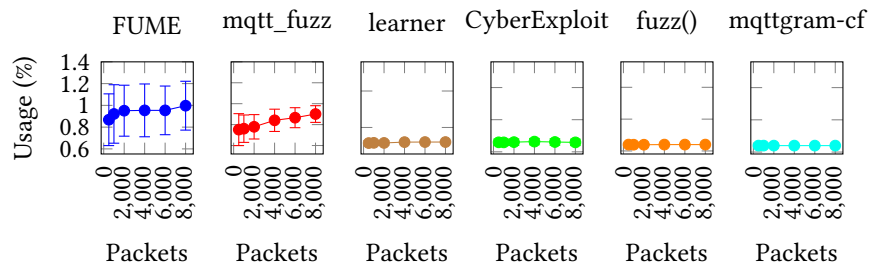 FUME mqtt_fuzz learner CyberExploit fuzz() mqttgram-cf
Usage (%)
1.4
1.2
1
0.8
0.6
0 2,000 4,000 6,000 8,000 0 2,000 4,000 6,000 8,000 0 2,000 4,000 6,000 8,000 0 2,000 4,000 6,000 8,000 0 2,000 4,000 6,000 8,000 0 2,000 4,000 6,000 8,000
Packets Packets Packets Packets Packets Packets